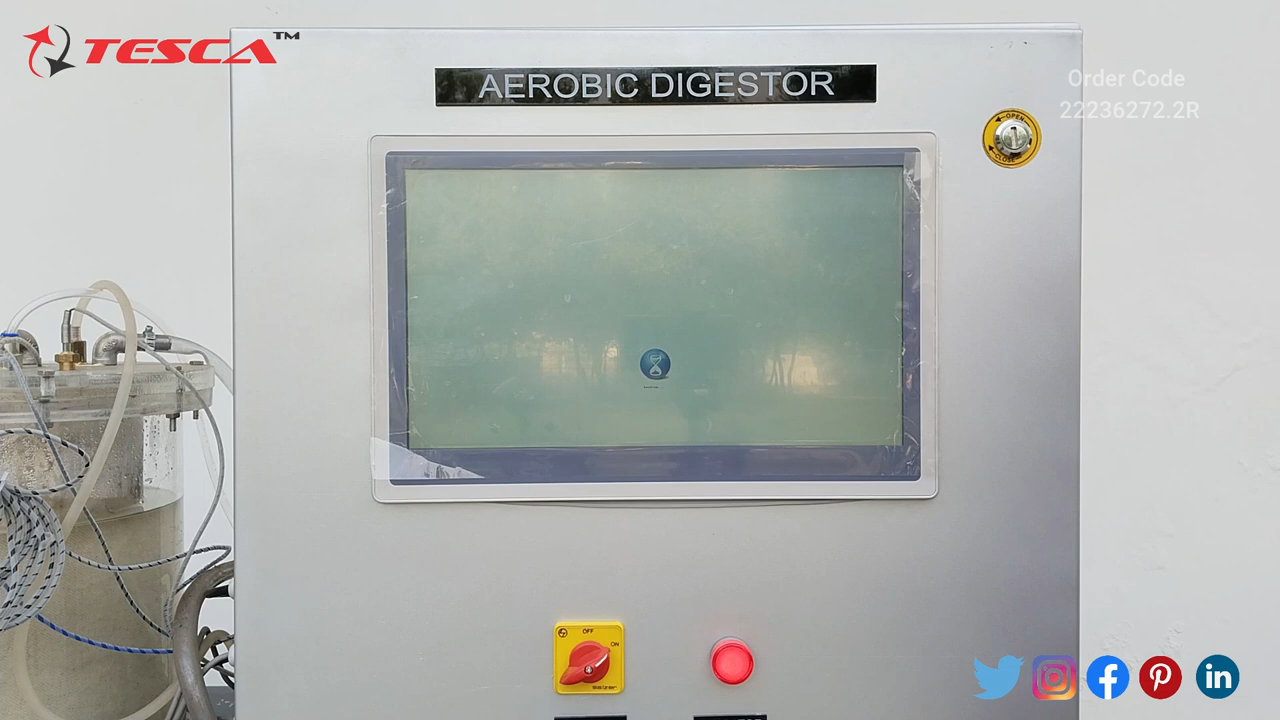 TESCA™
AEROBIC DIGESTOR
Order Code
22236272.2R
OPEN
CLOSE
OFF
ON